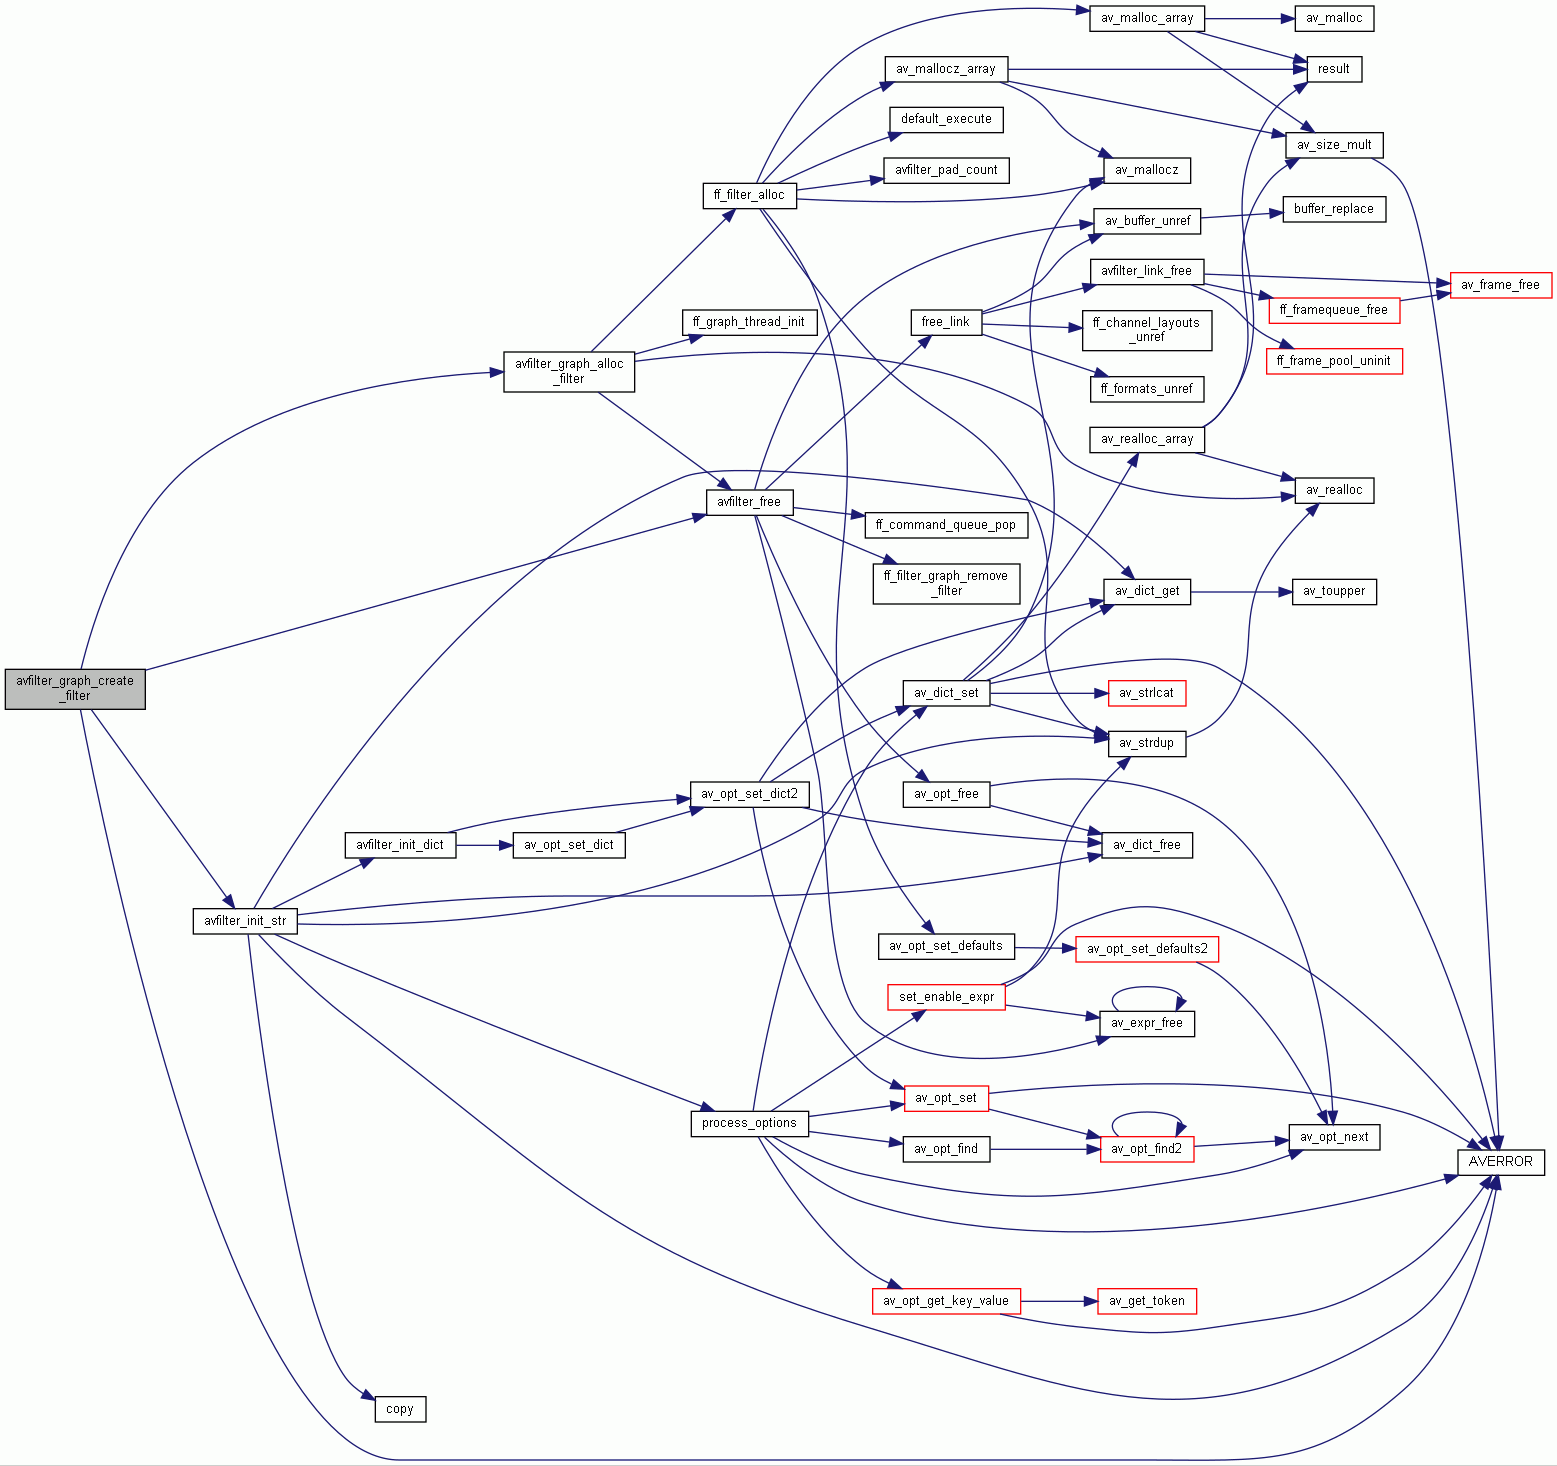 av_malloc_array
av_malloc
av_mallocz_array
result
default_execute
av_size_mult
avfilter_pad_count
av_mallocz
ff_filter_alloc
av_buffer_unref
buffer_replace
avfilter_link_free
av_frame_free
ff_framequeue_free
ff_graph_thread_init
free_link
ff_channel_layouts
_unref
ff_frame_pool_uninit
avfilter_graph_alloc
_filter
ff_formats_unref
av_realloc_array
av_realloc
avfilter_free
ff_command_queue_pop
ff_filter_graph_remove
_filter
av_dict_get
av_toupper
avfilter_graph_create
_filter
av_dict_set
av_strlcat
av_strdup
av_opt_set_dict2
av_opt_free
avfilter_init_dict
av_opt_set_dict
av_dict_free
avfilter_init_str
av_opt_set_defaults
av_opt_set_defaults2
set_enable_expr
av_expr_free
av_opt_set
process_options
av_opt_find
av_opt_find2
av_opt_next
AVERROR
av_opt_get_key_value
av_get_token
copy